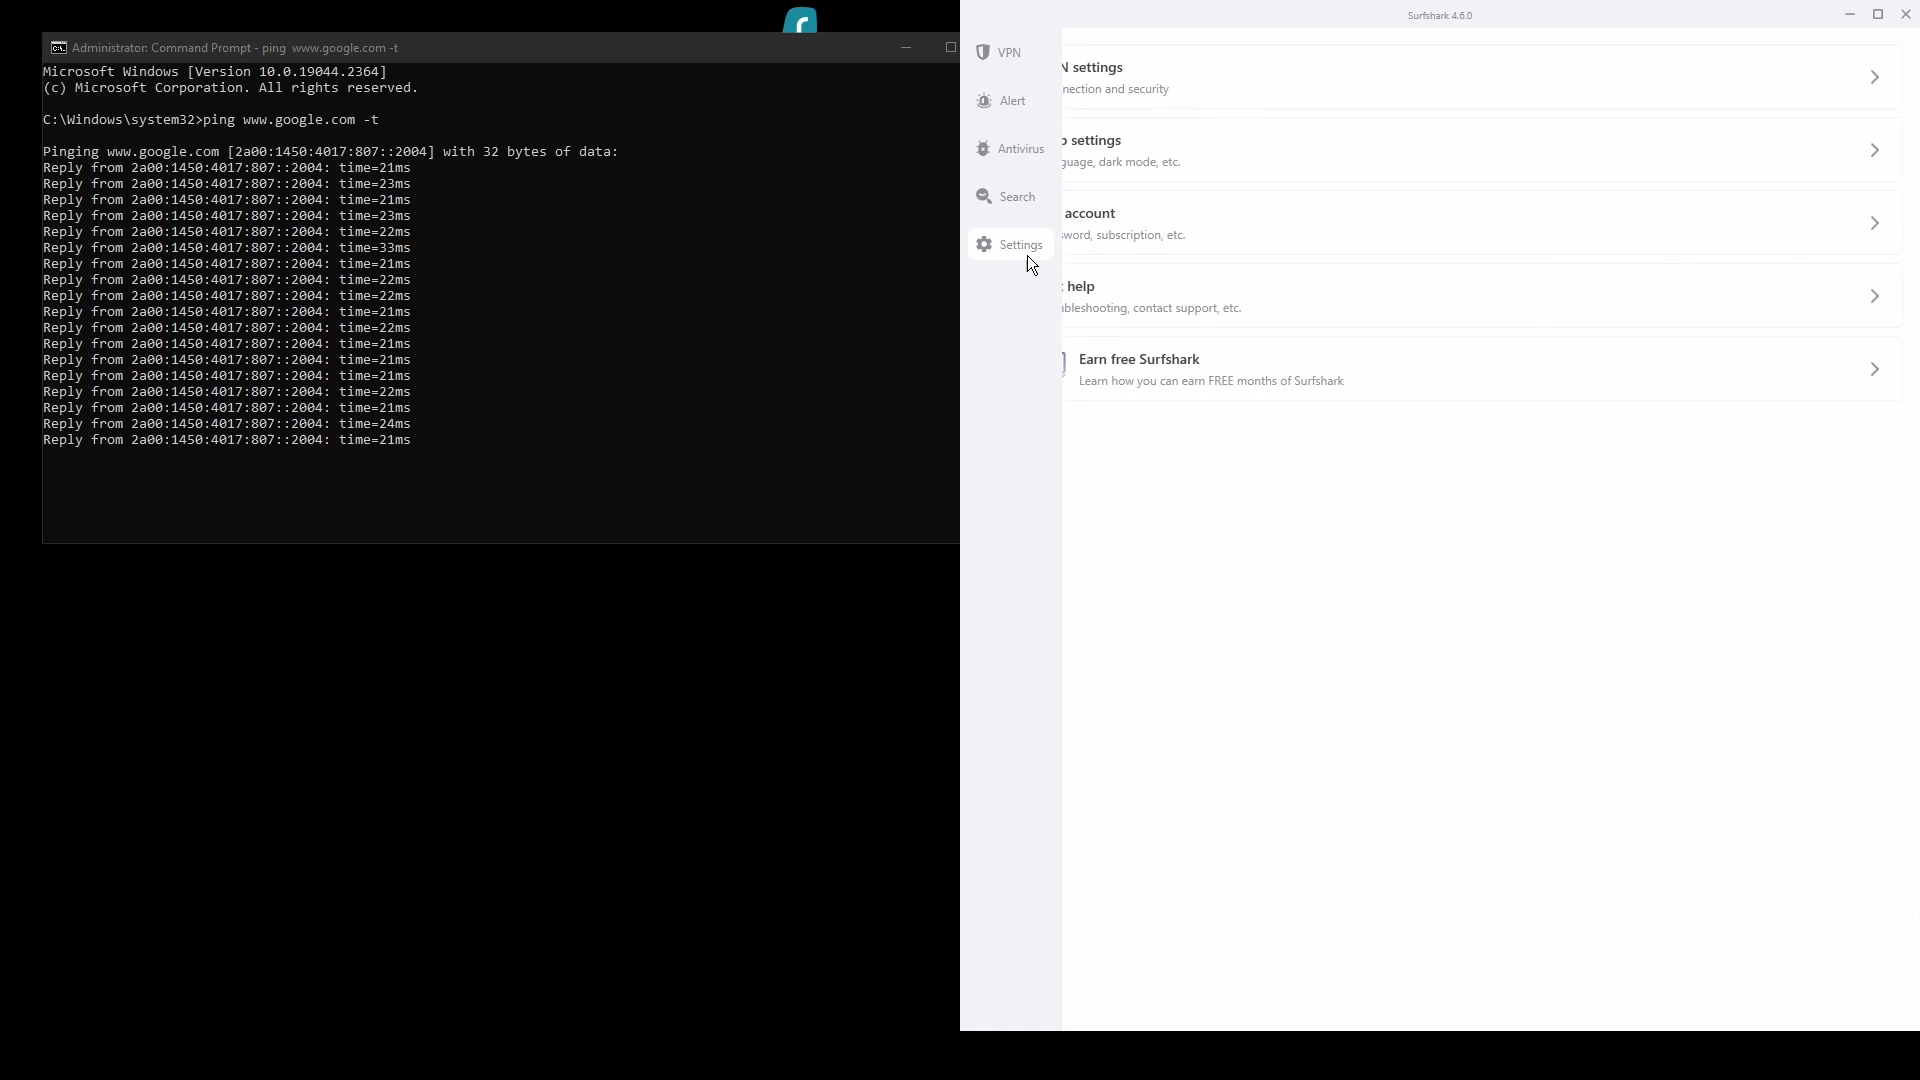 Administrator: Command Prompt - ping  www.google.com -t
Microsoft Windows [Version 10.0.19044.2364]
(c) Microsoft Corporation. All rights reserved.
C:\Windows\system32>ping www.google.com -t
Pinging www.google.com [2a00:1450:4017:807::2004] with 32 bytes of data:
Reply from 2a00:1450:4017:807::2004: time=21ms
Reply from 2a00:1450:4017:807::2004: time=23ms
Reply from 2a00:1450:4017:807::2004: time=21ms
Reply from 2a00:1450:4017:807::2004: time=23ms
Reply from 2a00:1450:4017:807::2004: time=22ms
Reply from 2a00:1450:4017:807::2004: time=33ms
Reply from 2a00:1450:4017:807::2004: time=21ms
Reply from 2a00:1450:4017:807::2004: time=22ms
Reply from 2a00:1450:4017:807::2004: time=22ms
Reply from 2a00:1450:4017:807::2004: time=21ms
Reply from 2a00:1450:4017:807::2004: time=22ms
Reply from 2a00:1450:4017:807::2004: time=21ms
Reply from 2a00:1450:4017:807::2004: time=21ms
Reply from 2a00:1450:4017:807::2004: time=21ms
Reply from 2a00:1450:4017:807::2004: time=22ms
Reply from 2a00:1450:4017:807::2004: time=21ms
Reply from 2a00:1450:4017:807::2004: time=24ms
Reply from 2a00:1450:4017:807::2004: time=21ms
Surfshark 4.6.0
VPN
Alert
Antivirus
Search
Settings
N settings
nection and security
settings
guage, dark mode, etc.
account
word, subscription, etc.
help
ubleshooting, contact support, etc.
Earn free Surfshark
Learn how you can earn FREE months of Surfshark